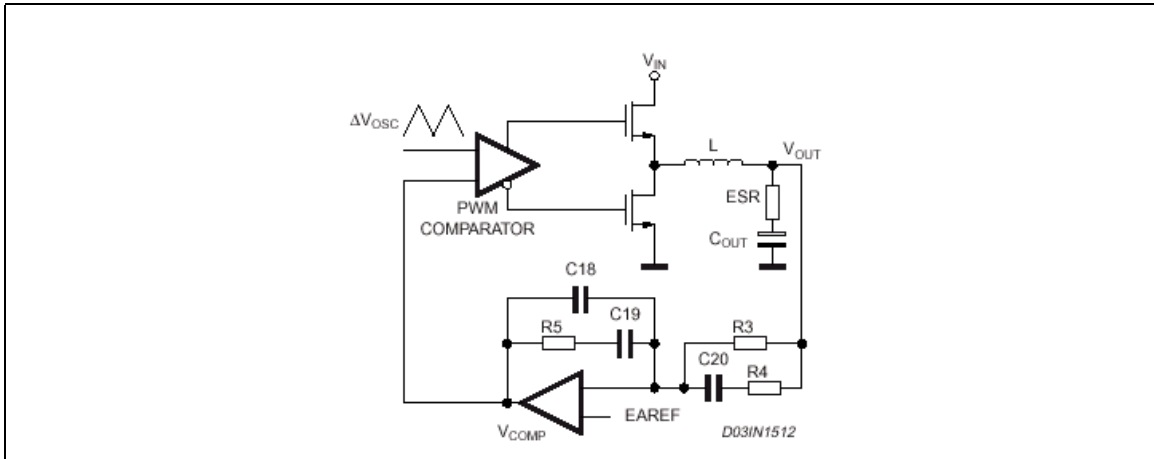 V_IN
ΔV_OSC
L
V_OUT
ESR
PWM
COMPARATOR
C_OUT
C18
C19
R5
R3
C20
R4
EAREF
V_COMP
D03IN1512